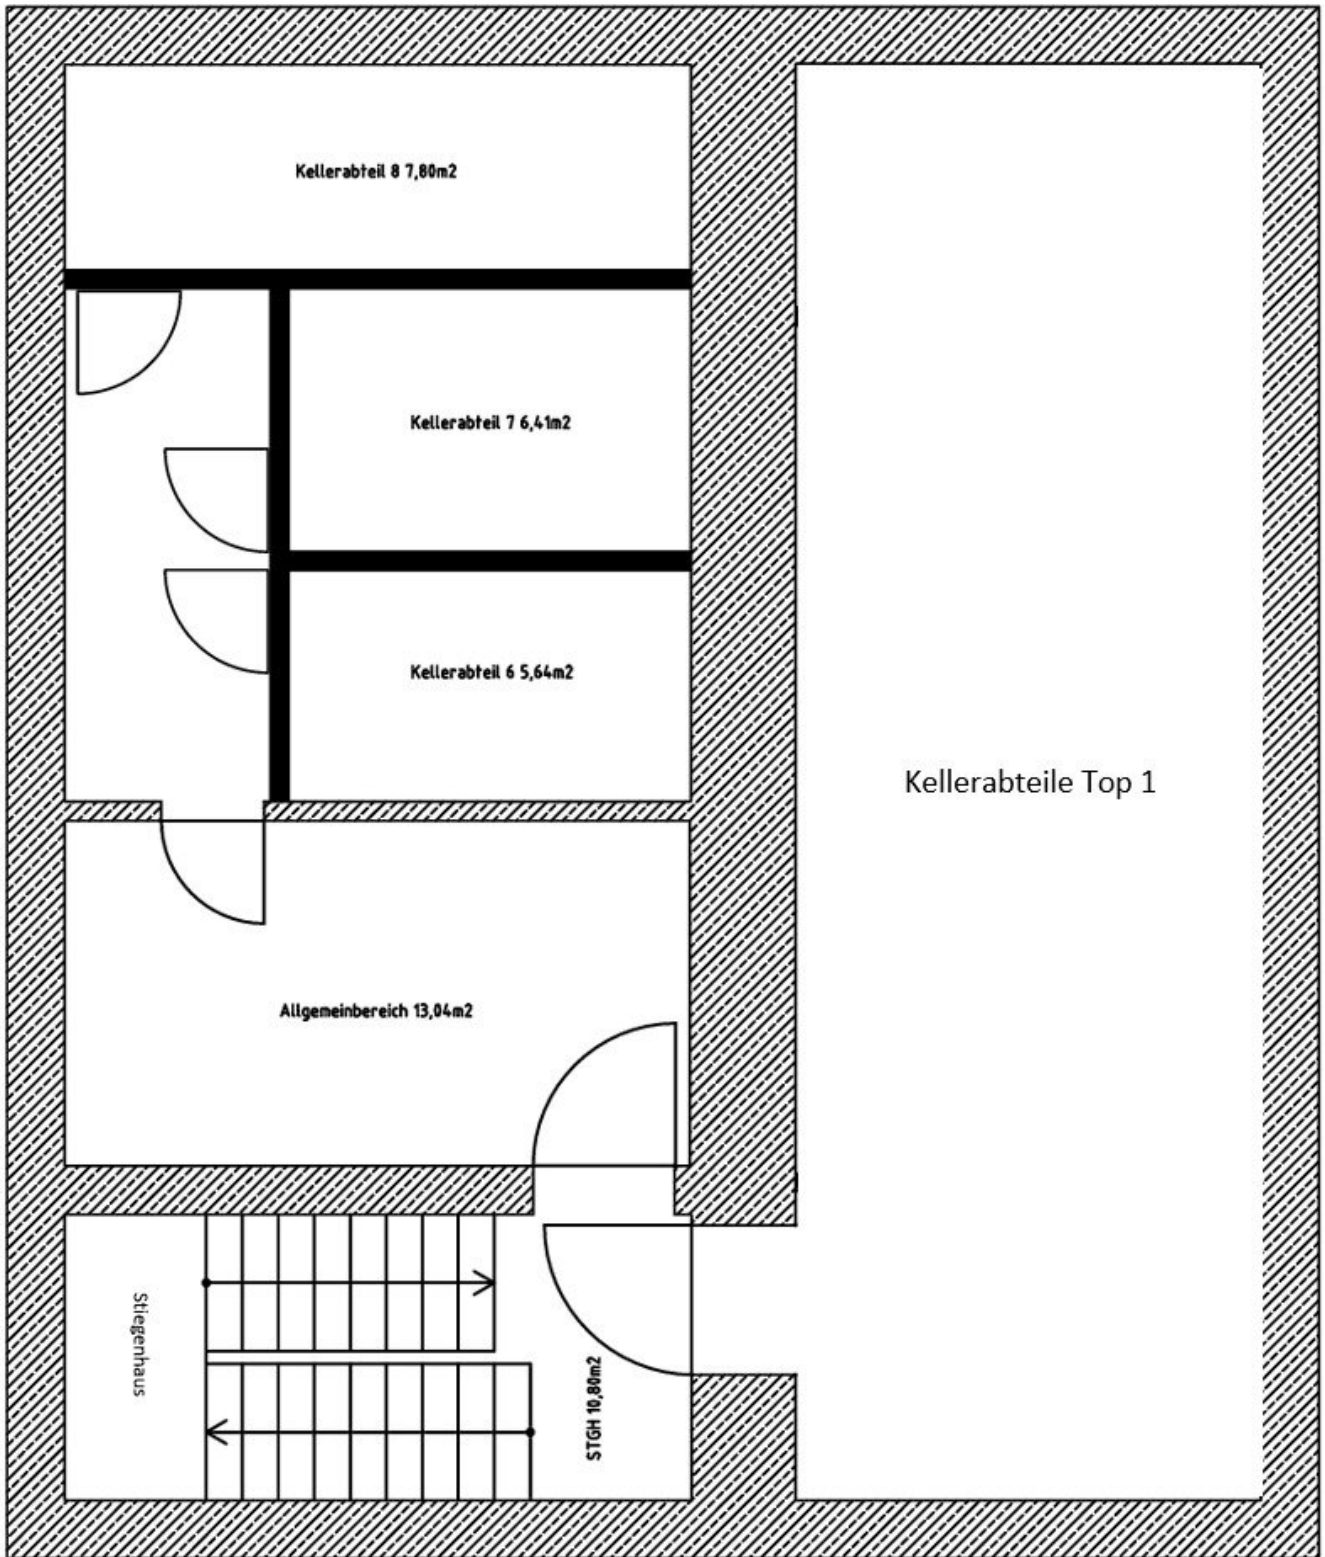 Kellerabteil 8 7,80m2
Kellerabteil 7 6,41m2
Kellerabteil 6 5,64m2
Kellerabteile Top 1
Allgemeinbereich 13,04m2
Stiegenhaus
STGH 10,80m2